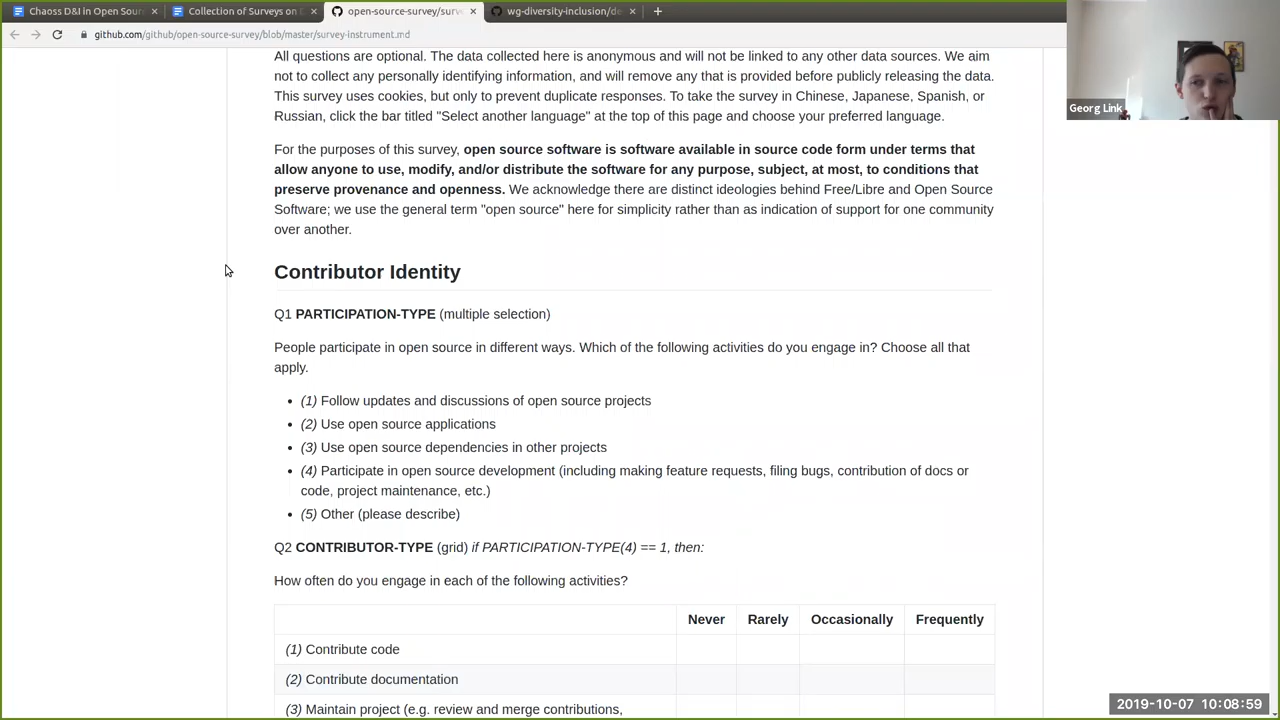 Chaoss D&I in Open Sour
Collection of Surveys on
open-source-survey/surve
wg-diversity-inclusion/de
github.com/github/open-source-survey/blob/master/survey-instrument.md
Georg Link
All questions are optional. The data collected here is anonymous and will not be linked to any other data sources. We aim
not to collect any personally identifying information, and will remove any that is provided before publicly releasing the data.
This survey uses cookies, but only to prevent duplicate responses. To take the survey in Chinese, Japanese, Spanish, or
Russian, click the bar titled "Select another language" at the top of this page and choose your preferred language.
For the purposes of this survey, open source software is software available in source code form under terms that
allow anyone to use, modify, and/or distribute the software for any purpose, subject, at most, to conditions that
preserve provenance and openness. We acknowledge there are distinct ideologies behind Free/Libre and Open Source
Software; we use the general term "open source" here for simplicity rather than as indication of support for one community
over another.
Contributor Identity
Q1 PARTICIPATION-TYPE (multiple selection)
People participate in open source in different ways. Which of the following activities do you engage in? Choose all that
apply.
• (1) Follow updates and discussions of open source projects
• (2) Use open source applications
• (3) Use open source dependencies in other projects
• (4) Participate in open source development (including making feature requests, filing bugs, contribution of docs or
code, project maintenance, etc.)
• (5) Other (please describe)
Q2 CONTRIBUTOR-TYPE (grid) if PARTICIPATION-TYPE(4) == 1, then:
How often do you engage in each of the following activities?
Never Rarely Occasionally Frequently
(1) Contribute code
(2) Contribute documentation
(3) Maintain project (e.g. review and merge contributions,
2019-10-07 10:08:59